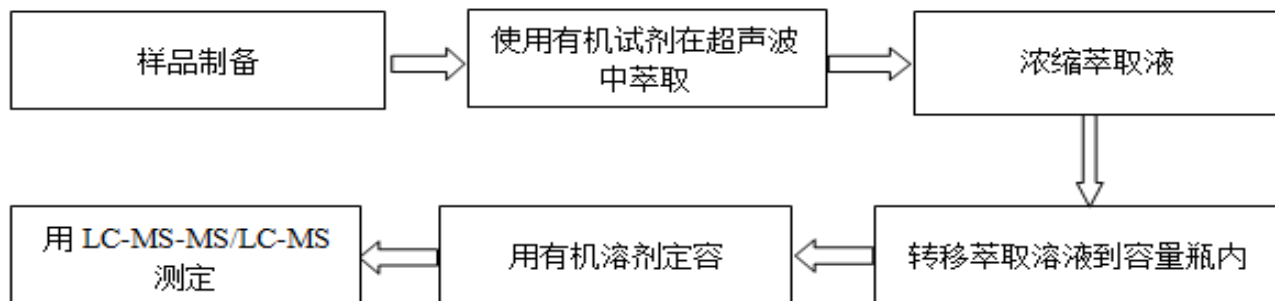 样品制备
使用有机试剂在超声波
中萃取
浓缩萃取液
转移萃取溶液到容量瓶内
用有机溶剂定容
用 LC-MS-MS/LC-MS
测定